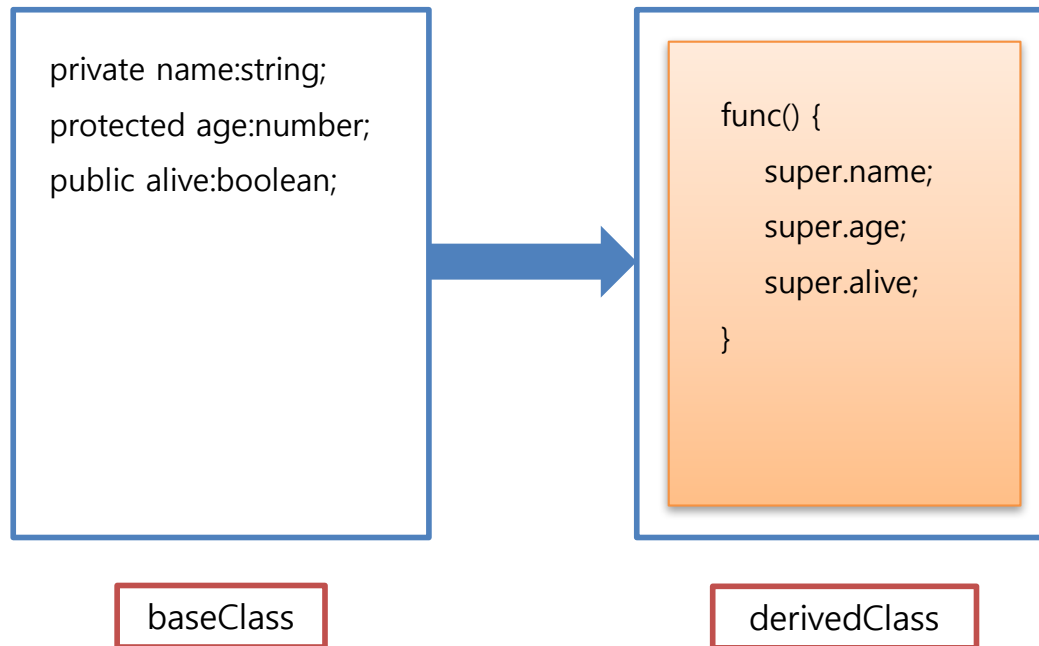 private name:string;
protected age:number;
public alive:boolean;
func() {
super.name;
super.age;
super.alive;
}
baseClass
derivedClass